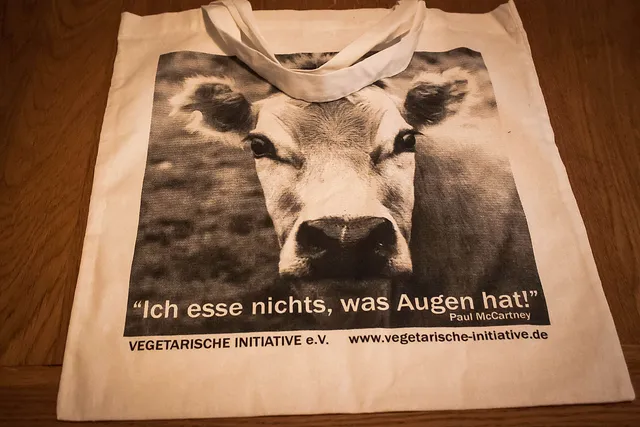 “Ich esse nichts, was Augen hat!”
Paul McCartney
VEGETARISCHE INITIATIVE e.V. www.vegetarische-initiative.de